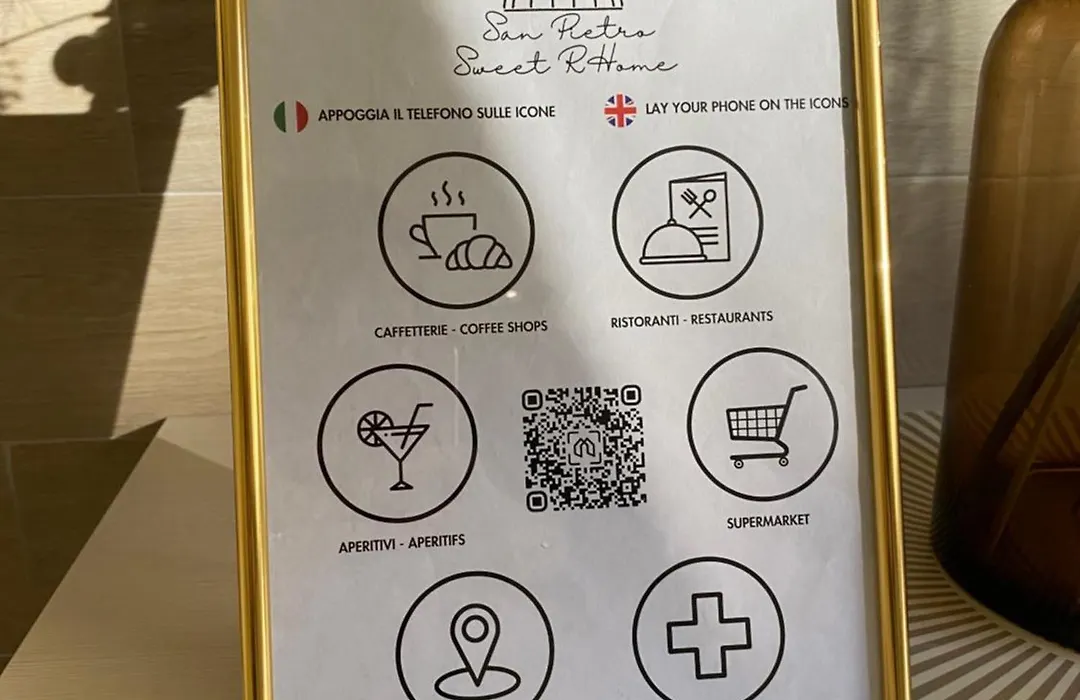 San Pietro
Sweet RHome
APPOGGIA IL TELEFONO SULLE ICONE
LAY YOUR PHONE ON THE ICONS
CAFFETTERIE - COFFEE SHOPS
RISTORANTI - RESTAURANTS
APERITIVI - APERITIFS
SUPERMARKET